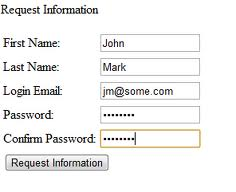 Request Information
First Name: John
Last Name: Mark
Login Email: jm@some.com
Password: ••••••••
Confirm Password: ••••••••
Request Information